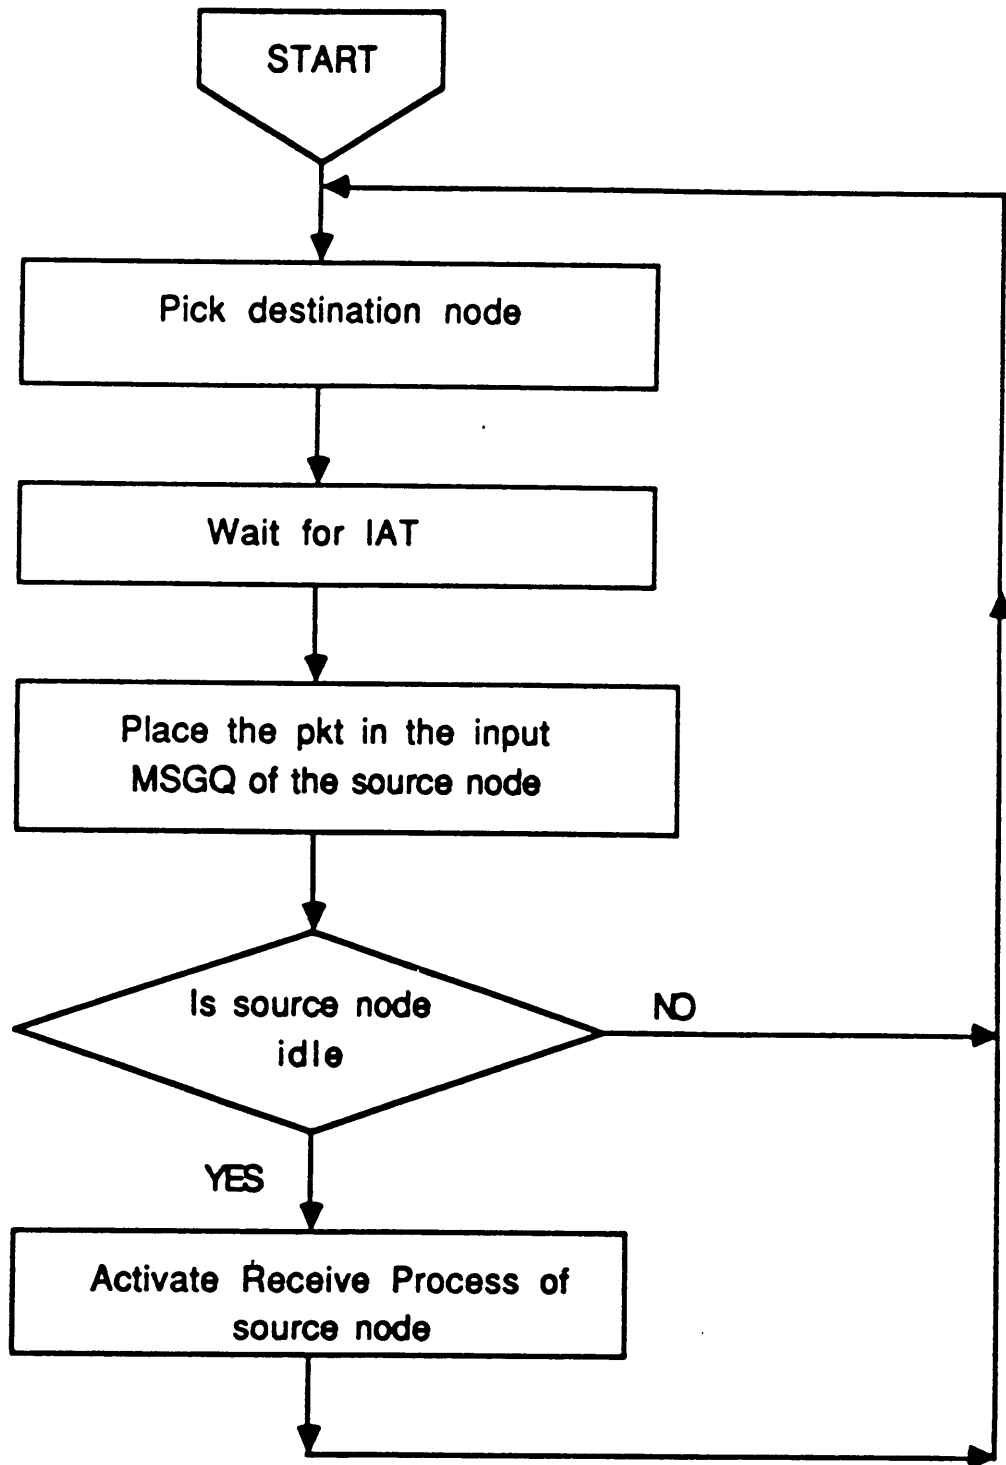 START
Pick destination node
Wait for IAT
Place the pkt in the input
MSGQ of the source node
Is source node
idle
NO
YES
Activate Receive Process of
source node